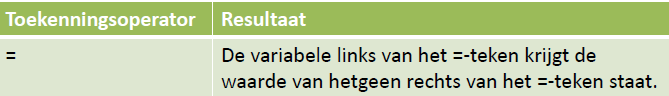 Toekenningsoperator Resultaat
= De variabele links van het =-teken krijgt de
waarde van hetgeen rechts van het =-teken staat.